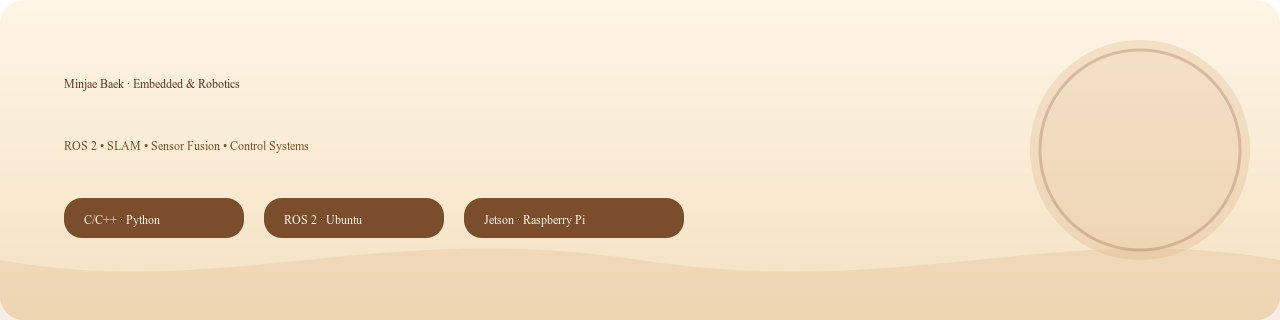 Minjae Baek · Embedded & Robotics
ROS 2 • SLAM • Sensor Fusion • Control Systems
C/C++ · Python
ROS 2 · Ubuntu
Jetson · Raspberry Pi